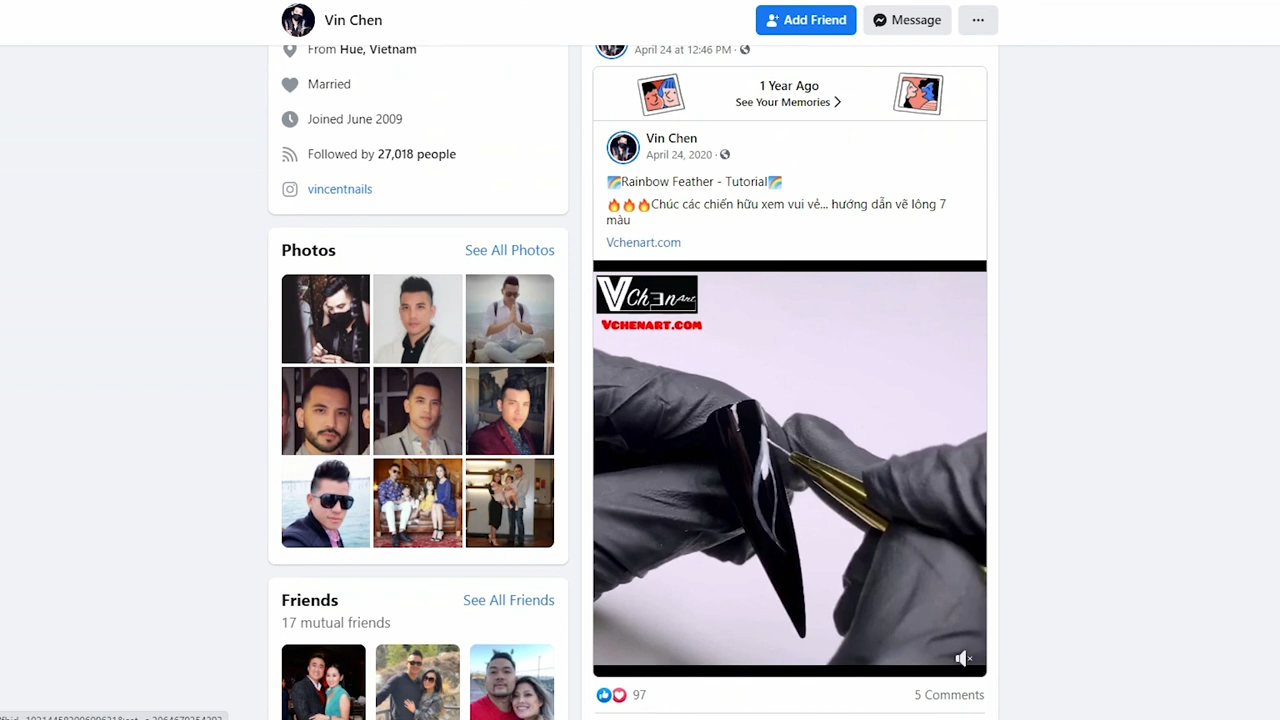 Vin Chen
Add Friend
Message
From Hue, Vietnam
Married
Joined June 2009
Followed by 27,018 people
vincentnails
Photos
See All Photos
Friends
See All Friends
17 mutual friends
April 24 at 12:46 PM ·
1 Year Ago
See Your Memories
Vin Chen
April 24, 2020 ·
🌈Rainbow Feather - Tutorial🌈
🔥🔥🔥Chúc các chiến hữu xem vui vẻ... hướng dẫn vẽ lông 7
màu
Vchenart.com
VChenArt.
VCHENART.COM
97
5 Comments